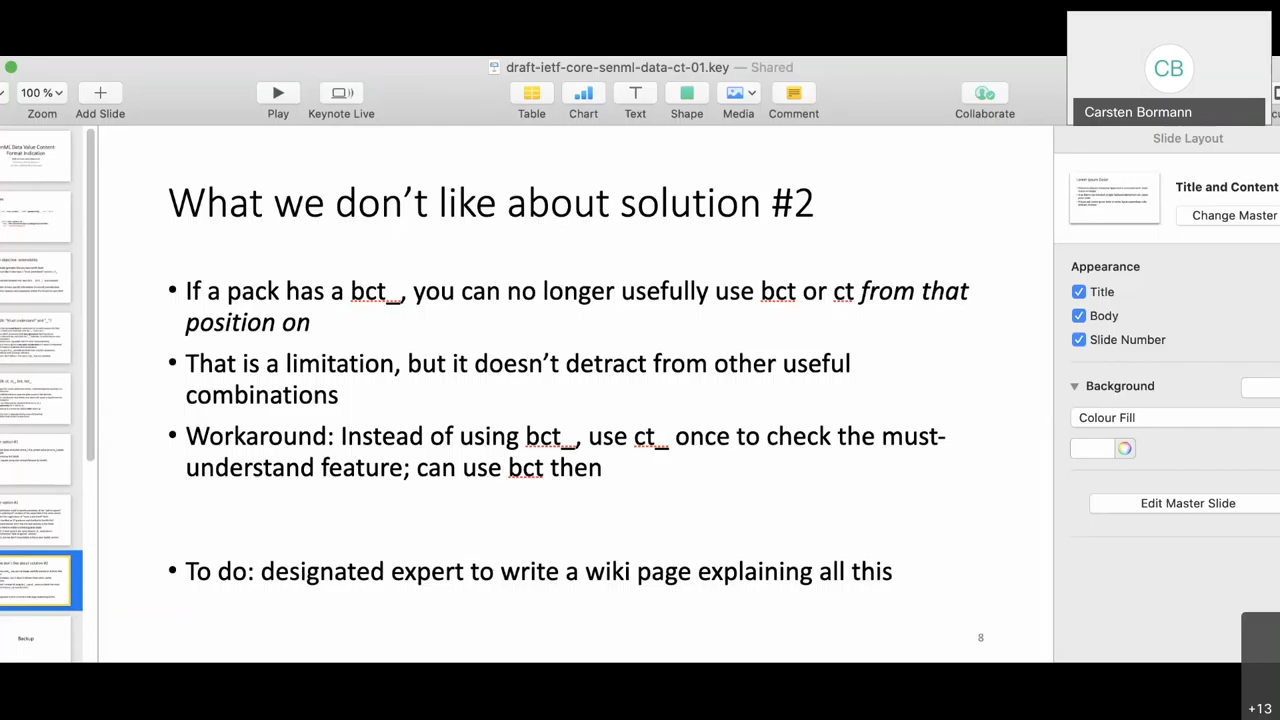 draft-ietf-core-senml-data-ct-01.key — Shared
CB
Carsten Bormann
100 %
Zoom
Add Slide
Play
Keynote Live
Table
Chart
Text
Shape
Media
Comment
Collaborate
Slide Layout
Title and Content
Change Master
Appearance
Title
Body
Slide Number
Background
Colour Fill
Edit Master Slide
What we don't like about solution #2
• If a pack has a bct_, you can no longer usefully use bct or ct from that
position on
• That is a limitation, but it doesn't detract from other useful
combinations
• Workaround: Instead of using bct_, use ct_ once to check the must-
understand feature; can use bct then
• To do: designated expert to write a wiki page explaining all this
8
Backup
+13